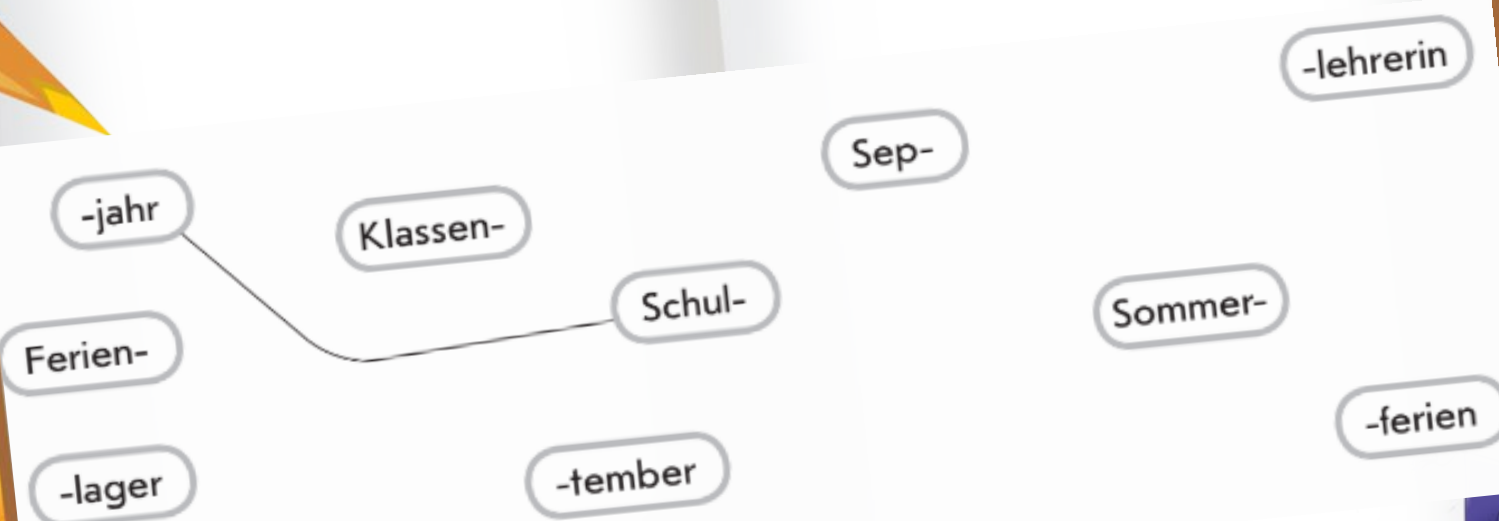 -lehrerin
Sep-
-jahr
Klassen-
Schul-
Sommer-
Ferien-
-ferien
-lager
-tember